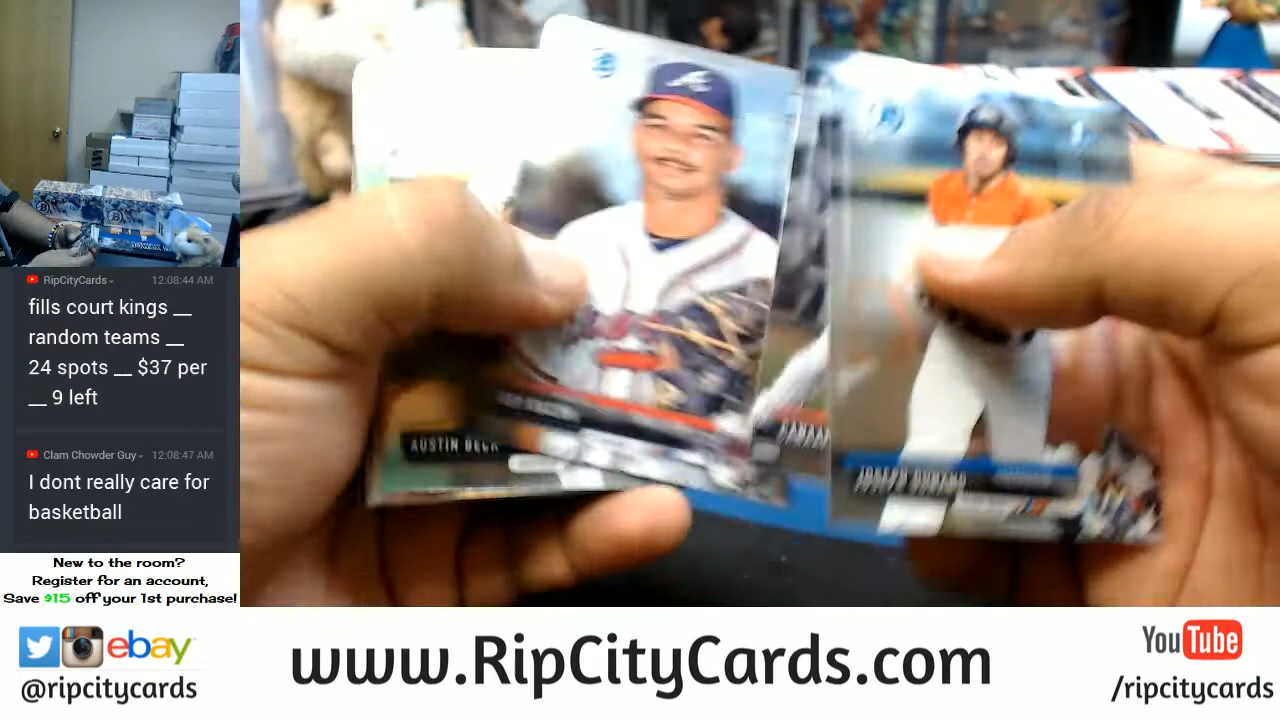 RipCityCards 12:08:44 AM
fills court kings __
random teams __
24 spots __ $37 per
__ 9 left
Clam Chowder Guy 12:08:47 AM
I dont really care for
basketball
New to the room?
Register for an account,
Save $15 off your 1st purchase!
AUSTIN BECK
ebay
@ripcitycards
www.RipCityCards.com
YouTube
/ripcitycards